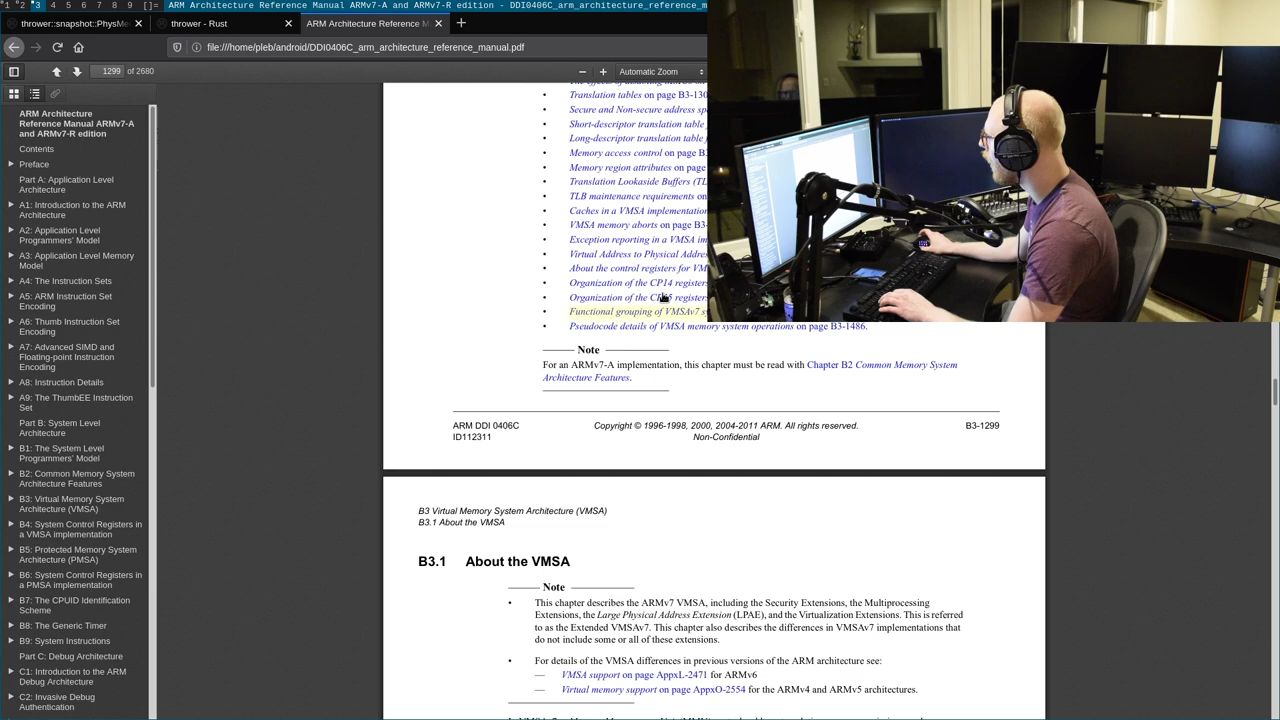 1 2 3 4 5 6 7 8 9 []= ARM Architecture Reference Manual ARMv7-A and ARMv7-R edition - DDI0406C_arm_architecture_reference_m
thrower::snapshot::PhysMe
thrower - Rust
ARM Architecture Reference M
file:///home/pleb/android/DDI0406C_arm_architecture_reference_manual.pdf
1299 of 2680
Automatic Zoom
ARM Architecture
Reference Manual ARMv7-A
and ARMv7-R edition
Contents
Preface
Part A: Application Level
Architecture
A1: Introduction to the ARM
Architecture
A2: Application Level
Programmers' Model
A3: Application Level Memory
Model
A4: The Instruction Sets
A5: ARM Instruction Set
Encoding
A6: Thumb Instruction Set
Encoding
A7: Advanced SIMD and
Floating-point Instruction
Encoding
A8: Instruction Details
A9: The ThumbEE Instruction
Set
Part B: System Level
Architecture
B1: The System Level
Programmers' Model
B2: Common Memory System
Architecture Features
B3: Virtual Memory System
Architecture (VMSA)
B4: System Control Registers in
a VMSA implementation
B5: Protected Memory System
Architecture (PMSA)
B6: System Control Registers in
a PMSA implementation
B7: The CPUID Identification
Scheme
B8: The Generic Timer
B9: System Instructions
Part C: Debug Architecture
C1: Introduction to the ARM
Debug Architecture
C2: Invasive Debug
Authentication
• Translation tables on page B3-130
• Secure and Non-secure address sp
• Short-descriptor translation table
• Long-descriptor translation table
• Memory access control on page B
• Memory region attributes on page
• Translation Lookaside Buffers (TL
• TLB maintenance requirements on
• Caches in a VMSA implementation
• VMSA memory aborts on page B3-
• Exception reporting in a VMSA im
• Virtual Address to Physical Addre
• About the control registers for VM
• Organization of the CP14 registers
• Organization of the CP15 registers
• Functional grouping of VMSAv7 s
• Pseudocode details of VMSA memory system operations on page B3-1486.
Note
For an ARMv7-A implementation, this chapter must be read with Chapter B2 Common Memory System
Architecture Features.
ARM DDI 0406C Copyright © 1996-1998, 2000, 2004-2011 ARM. All rights reserved. B3-1299
ID112311 Non-Confidential
B3 Virtual Memory System Architecture (VMSA)
B3.1 About the VMSA
B3.1 About the VMSA
Note
• This chapter describes the ARMv7 VMSA, including the Security Extensions, the Multiprocessing
Extensions, the Large Physical Address Extension (LPAE), and the Virtualization Extensions. This is referred
to as the Extended VMSAv7. This chapter also describes the differences in VMSAv7 implementations that
do not include some or all of these extensions.
• For details of the VMSA differences in previous versions of the ARM architecture see:
— VMSA support on page AppxL-2471 for ARMv6
— Virtual memory support on page AppxO-2554 for the ARMv4 and ARMv5 architectures.